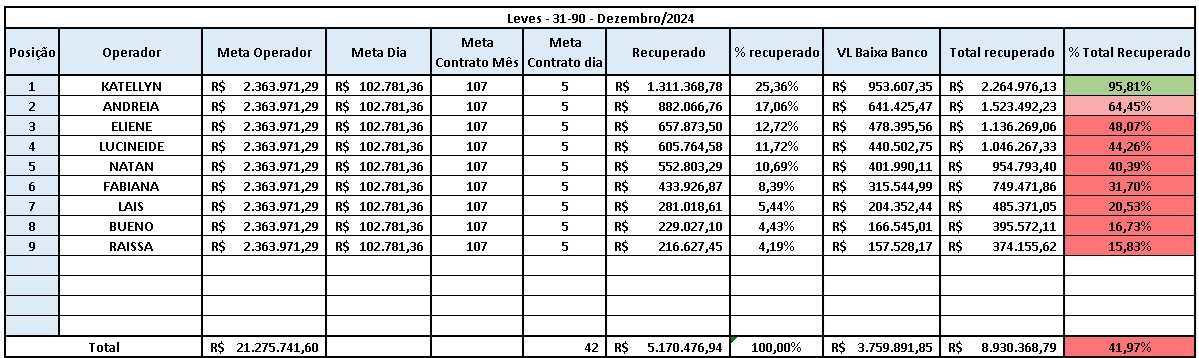 Leves - 31-90 - Dezembro/2024
Posição Operador Meta Operador Meta Dia Meta Contrato Mês Meta Contrato dia Recuperado % recuperado VL Baixa Banco Total recuperado % Total Recuperado
1 KATELLYN R$ 2.363.971,29 R$ 102.781,36 107 5 R$ 1.311.368,78 25,36% R$ 953.607,35 R$ 2.264.976,13 95,81%
2 ANDREIA R$ 2.363.971,29 R$ 102.781,36 107 5 R$ 882.066,76 17,06% R$ 641.425,47 R$ 1.523.492,23 64,45%
3 ELIENE R$ 2.363.971,29 R$ 102.781,36 107 5 R$ 657.873,50 12,72% R$ 478.395,56 R$ 1.136.269,06 48,07%
4 LUCINEIDE R$ 2.363.971,29 R$ 102.781,36 107 5 R$ 605.764,58 11,72% R$ 440.502,75 R$ 1.046.267,33 44,26%
5 NATAN R$ 2.363.971,29 R$ 102.781,36 107 5 R$ 552.803,29 10,69% R$ 401.990,11 R$ 954.793,40 40,39%
6 FABIANA R$ 2.363.971,29 R$ 102.781,36 107 5 R$ 433.926,87 8,39% R$ 315.544,99 R$ 749.471,86 31,70%
7 LAIS R$ 2.363.971,29 R$ 102.781,36 107 5 R$ 281.018,61 5,44% R$ 204.352,44 R$ 485.371,05 20,53%
8 BUENO R$ 2.363.971,29 R$ 102.781,36 107 5 R$ 229.027,10 4,43% R$ 166.545,01 R$ 395.572,11 16,73%
9 RAISSA R$ 2.363.971,29 R$ 102.781,36 107 5 R$ 216.627,45 4,19% R$ 157.528,17 R$ 374.155,62 15,83%
Total R$ 21.275.741,60 42 R$ 5.170.476,94 100,00% R$ 3.759.891,85 R$ 8.930.368,79 41,97%